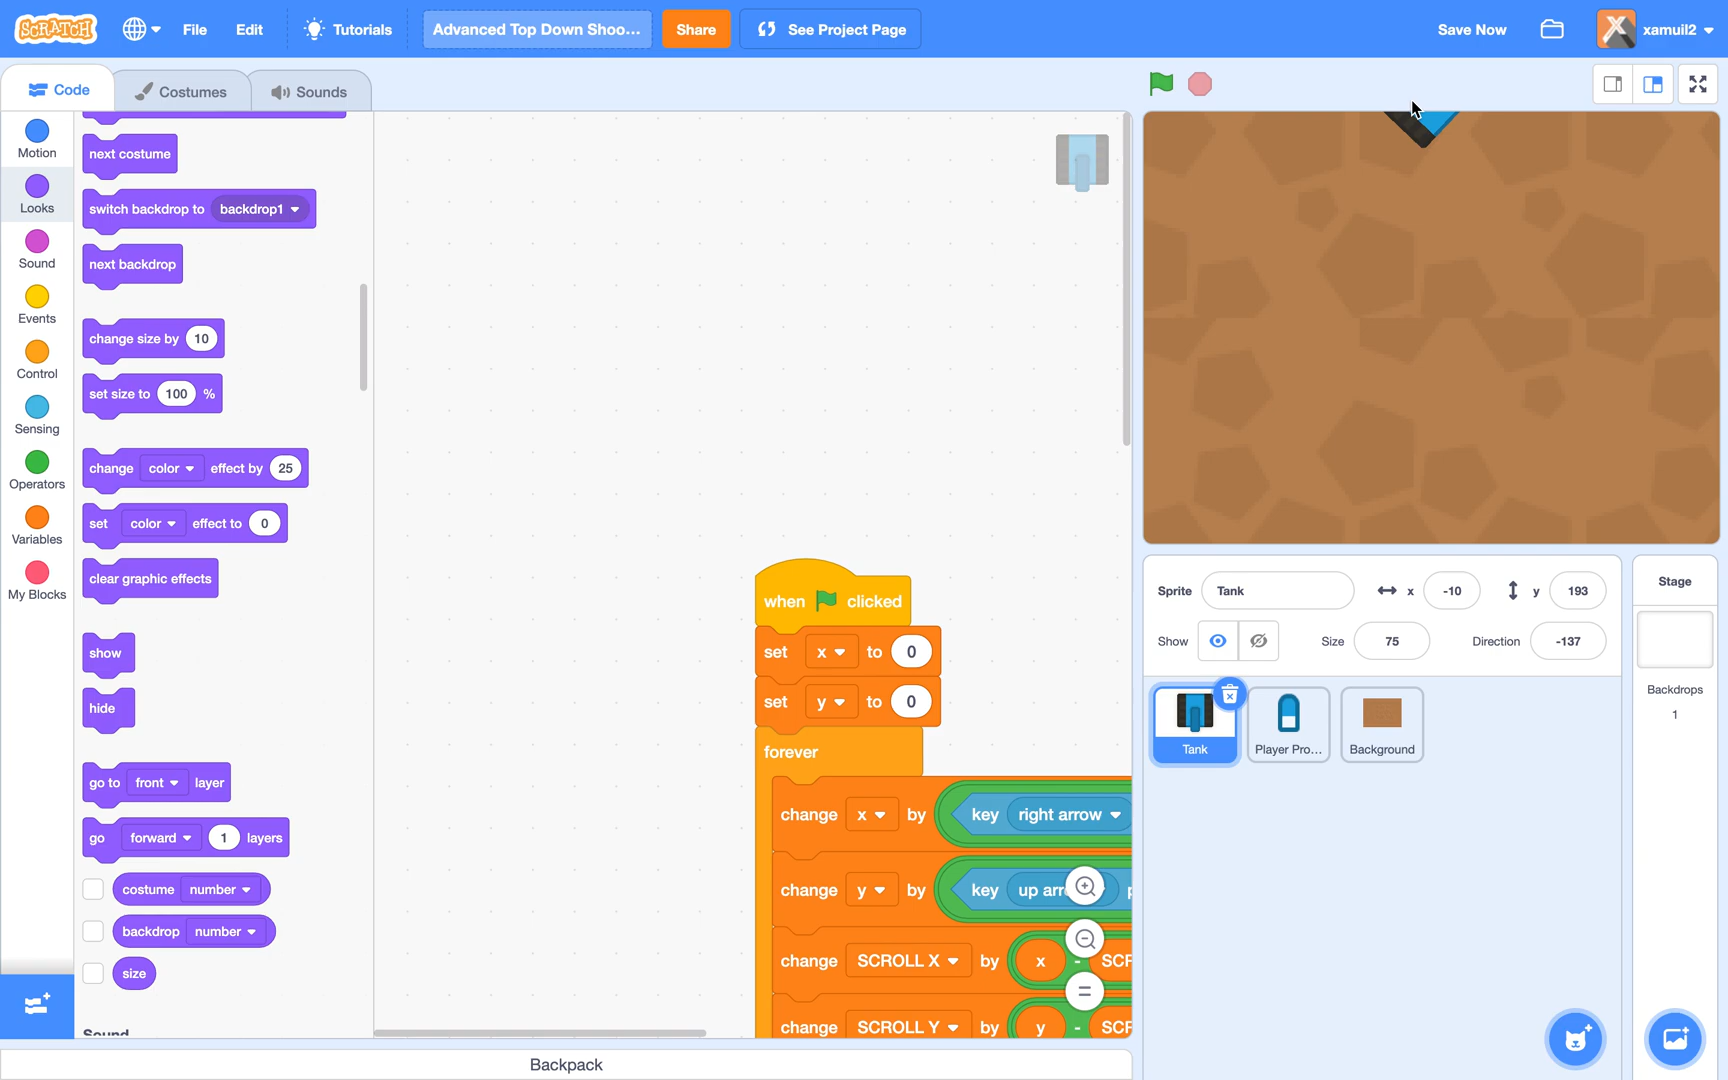 SCRATCH
File
Edit
Tutorials
Advanced Top Down Shoo...
Share
See Project Page
Save Now
xamuil2
Code
Costumes
Sounds
Motion
Looks
Sound
Events
Control
Sensing
Operators
Variables
My Blocks
next costume
switch backdrop to backdrop1
next backdrop
change size by 10
set size to 100 %
change color effect by 25
set color effect to 0
clear graphic effects
show
hide
go to front layer
go forward 1 layers
costume number
backdrop number
size
Sound
when clicked
set x to 0
set y to 0
forever
change x by key right arrow
change y by key up arr
change SCROLL X by x - SCR
change SCROLL Y by y - SCR
Backpack
Sprite Tank x -10 y 193
Show Size 75 Direction -137
Tank
Player Pro...
Background
Stage
Backdrops
1